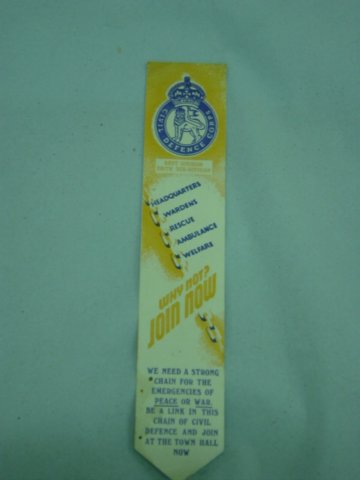 CIVIL DEFENCE CORPS
HEADQUARTERS
WARDENS
RESCUE
AMBULANCE
WELFARE
WHY NOT?
JOIN NOW
WE NEED A STRONG
CHAIN FOR THE
EMERGENCIES OF
PEACE OR WAR.
BE A LINK IN THIS
CHAIN OF CIVIL
DEFENCE AND JOIN
AT THE TOWN HALL
NOW